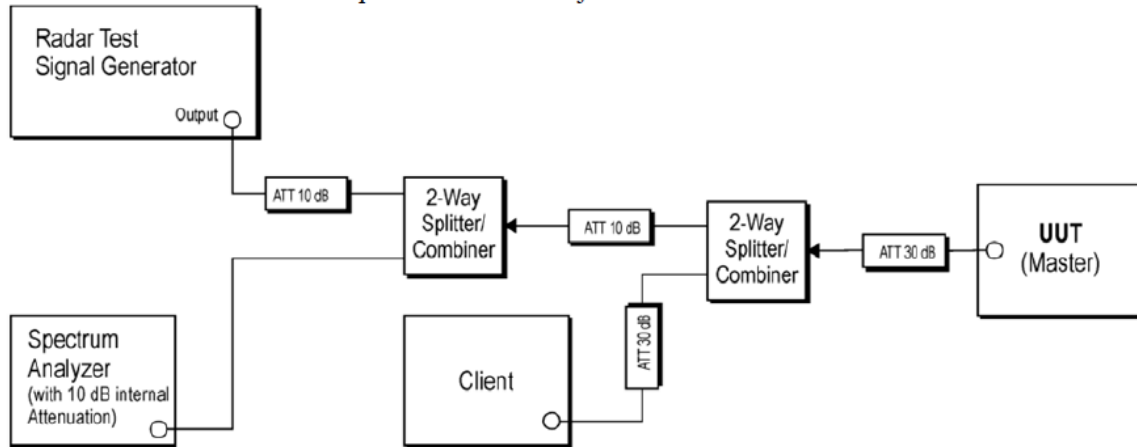 Radar Test
Signal Generator
Output
ATT 10 dB
2-Way
Splitter/
Combiner
ATT 10 dB
2-Way
Splitter/
Combiner
ATT 30 dB
UUT
(Master)
ATT 30 dB
Spectrum
Analyzer
(with 10 dB internal
Attenuation)
Client